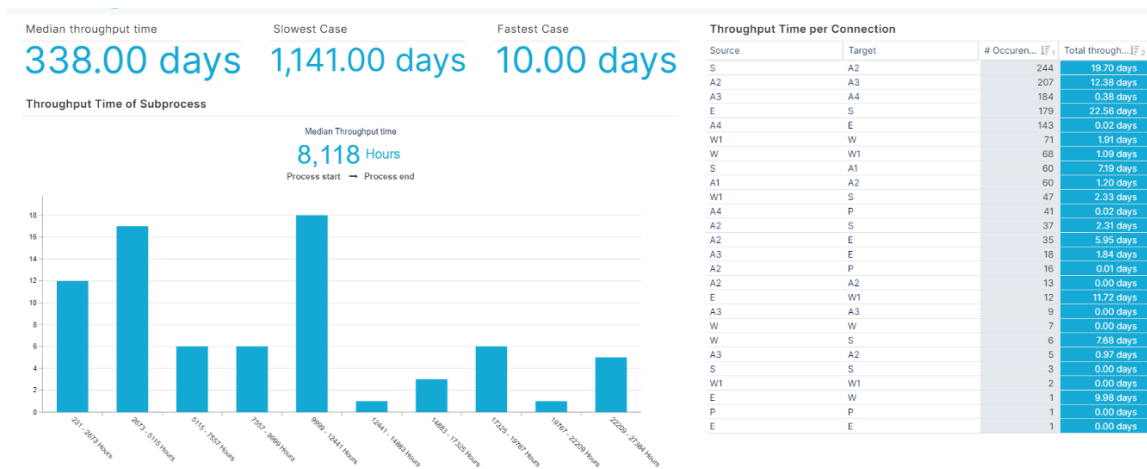 Median throughput time
338.00 days
Slowest Case
1,141.00 days
Fastest Case
10.00 days
Throughput Time of Subprocess
Median Throughput time
8,118 Hours
Process start → Process end
18
16
14
12
10
8
6
4
2
0
231 - 2673 Hours
2673 - 5115 Hours
5115 - 7557 Hours
7557 - 9999 Hours
9999 - 12441 Hours
12441 - 14883 Hours
14883 - 17325 Hours
17325 - 19767 Hours
19767 - 22209 Hours
22209 - 27384 Hours
Throughput Time per Connection
Source Target # Occuren... 1 Total through... 2
S A2 244 19.70 days
A2 A3 207 12.38 days
A3 A4 184 0.38 days
E S 179 22.56 days
A4 E 143 0.02 days
W1 W 71 1.91 days
W W1 68 1.09 days
S A1 60 7.19 days
A1 A2 60 1.20 days
W1 S 47 2.33 days
A4 P 41 0.02 days
A2 S 37 2.31 days
A2 E 35 5.95 days
A3 E 18 1.84 days
A2 P 16 0.01 days
A2 A2 13 0.00 days
E W1 12 11.72 days
A3 A3 9 0.00 days
W W 7 0.00 days
W S 6 7.68 days
A3 A2 5 0.97 days
S S 3 0.00 days
W1 W1 2 0.00 days
E W 1 9.98 days
P P 1 0.00 days
E E 1 0.00 days